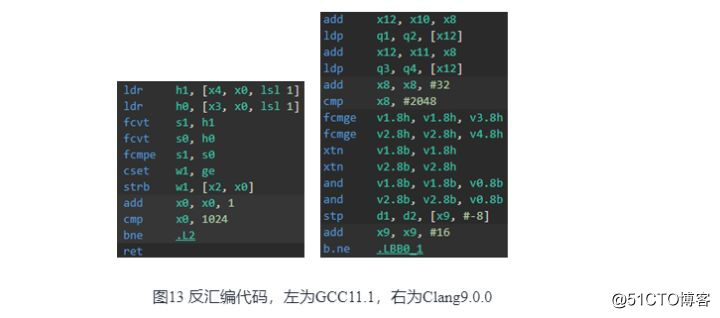 ldr h1, [x4, x0, lsl 1]
ldr h0, [x3, x0, lsl 1]
fcvt s1, h1
fcvt s0, h0
fcmpe s1, s0
cset w1, ge
strb w1, [x2, x0]
add x0, x0, 1
cmp x0, 1024
bne .L2
ret
add x12, x10, x8
ldp q1, q2, [x12]
add x12, x11, x8
ldp q3, q4, [x12]
add x8, x8, #32
cmp x8, #2048
fcmge v1.8h, v1.8h, v3.8h
fcmge v2.8h, v2.8h, v4.8h
xtn v1.8b, v1.8h
xtn v2.8b, v2.8h
and v1.8b, v1.8b, v0.8b
and v2.8b, v2.8b, v0.8b
stp d1, d2, [x9, #-8]
add x9, x9, #16
b.ne .LBB0_1
图13 反汇编代码，左为GCC11.1，右为Clang9.0.0
@51CTO博客